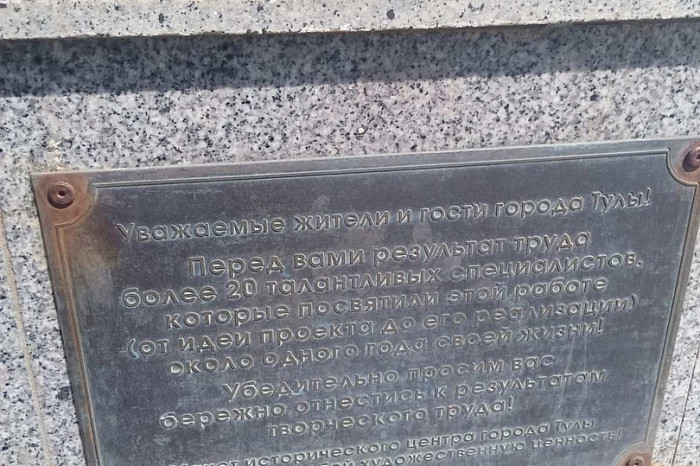 Уважаемые жители и гости города Тулы!
Перед вами результат труда
более 20 талантливых специалистов,
которые посвятили этой работе
(от идеи проекта до его реализации)
около одного года своей жизни!
Убедительно просим вас
бережно отнестись к результатам
творческого труда!
Макет исторического центра города Тулы
художественную ценность!